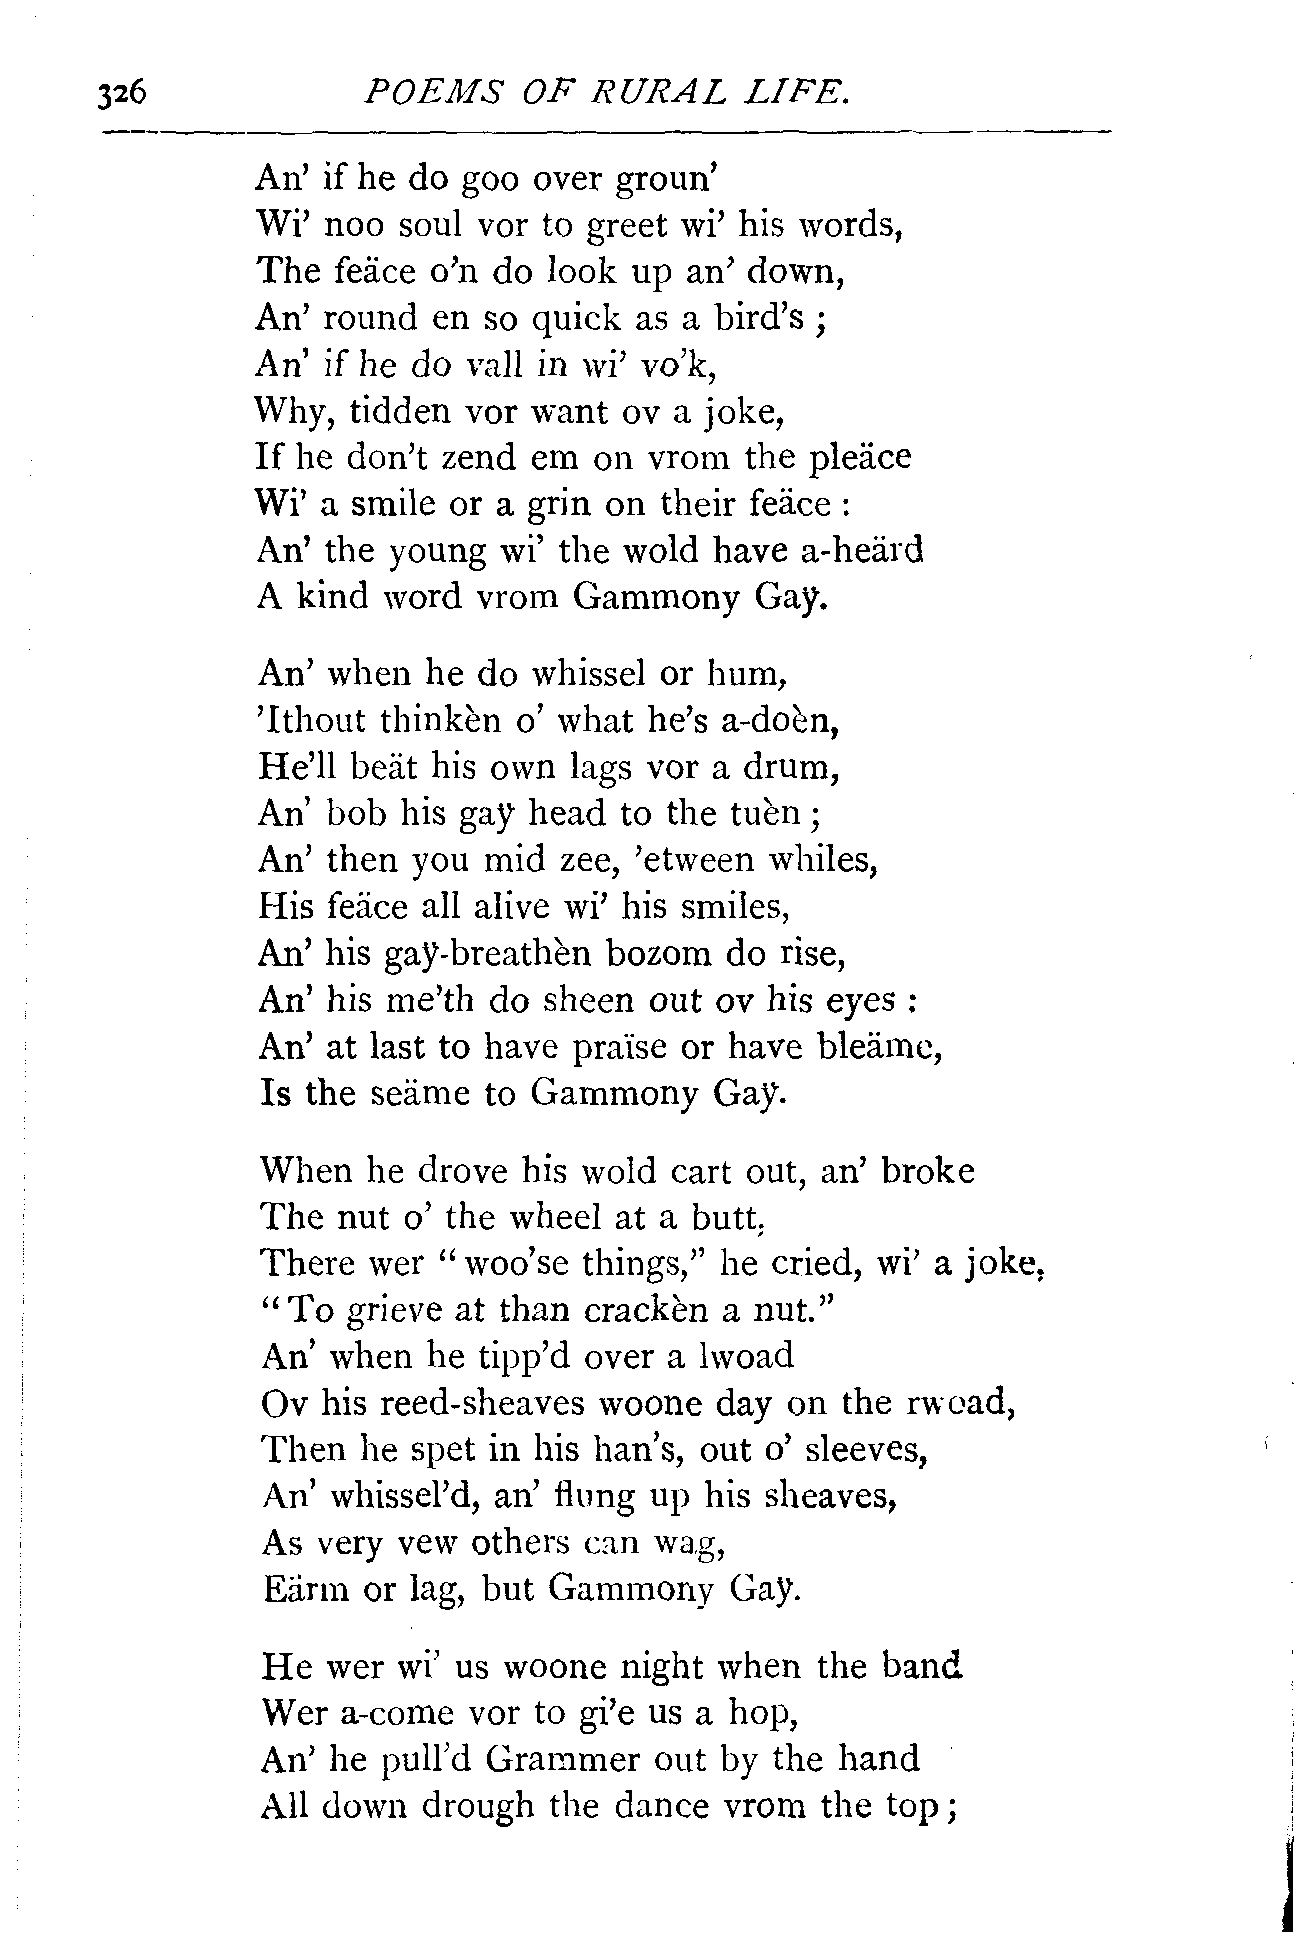 326 POEMS OF RURAL LIFE.
An' if he do goo over groun'
Wi' noo soul vor to greet wi' his words,
The feäce o'n do look up an' down,
An' round en so quick as a bird's ;
An' if he do vall in wi' vo'k,
Why, tidden vor want ov a joke,
If he don't zend em on vrom the pleäce
Wi' a smile or a grin on their feäce :
An' the young wi' the wold have a-heärd
A kind word vrom Gammony Gaÿ.
An' when he do whissel or hum,
'Ithout thinkèn o' what he's a-doèn,
He'll beät his own lags vor a drum,
An' bob his gaÿ head to the tuèn ;
An' then you mid zee, 'etween whiles,
His feäce all alive wi' his smiles,
An' his gaÿ-breathèn bozom do rise,
An' his me'th do sheen out ov his eyes :
An' at last to have praïse or have bleäme,
Is the seäme to Gammony Gaÿ.
When he drove his wold cart out, an' broke
The nut o' the wheel at a butt,
There wer " woo'se things," he cried, wi' a joke,
" To grieve at than crackèn a nut."
An' when he tipp'd over a lwoad
Ov his reed-sheaves woone day on the rwoad,
Then he spet in his han's, out o' sleeves,
An' whissel'd, an' flung up his sheaves,
As very vew others can wag,
Eärm or lag, but Gammony Gaÿ.
He wer wi' us woone night when the band
Wer a-come vor to gi'e us a hop,
An' he pull'd Grammer out by the hand
All down drough the dance vrom the top ;